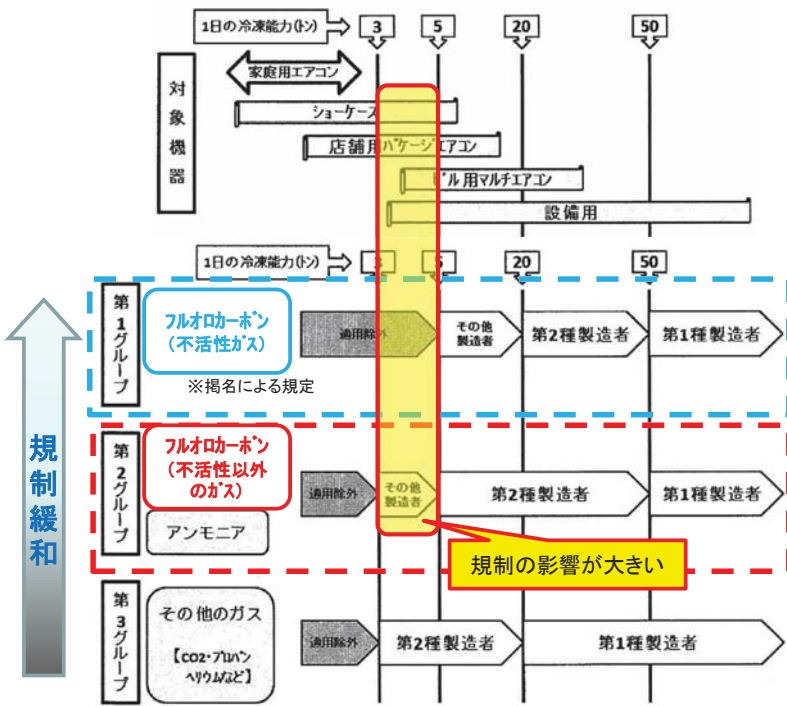 1日の冷凍能力(トン)
3
5
20
50
対象機器
家庭用エアコン
ショーケース
店舗用パケージエアコン
ビル用マルチエアコン
設備用
1日の冷凍能力(トン)
3
5
20
50
規制緩和
第1グループ
フルオロカーボン
(不活性ガス)
※掲名による規定
適用除外
その他
製造者
第2種製造者
第1種製造者
第2グループ
フルオロカーボン
(不活性以外
のガス)
アンモニア
適用除外
その他
製造者
第2種製造者
第1種製造者
規制の影響が大きい
第3グループ
その他のガス
【CO2・プロパン
ヘリウムなど】
適用除外
第2種製造者
第1種製造者